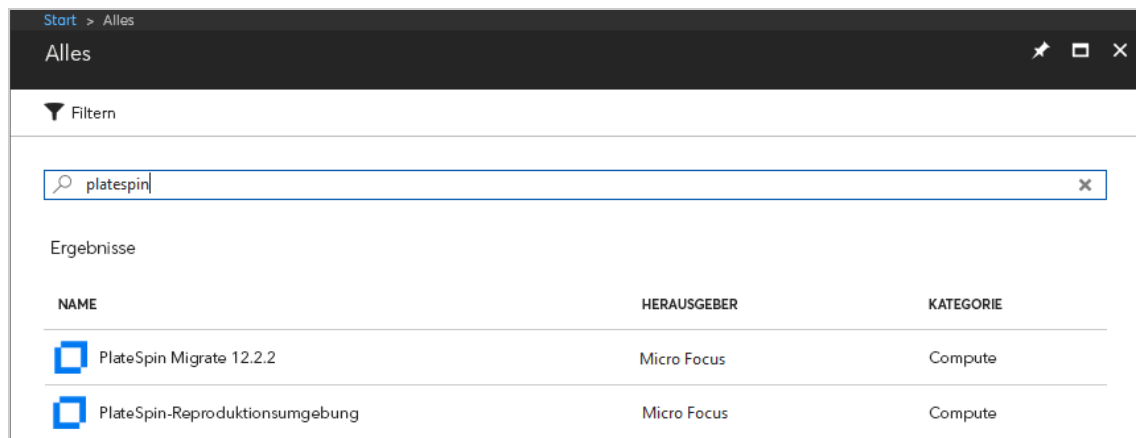 Start > Alles
Alles
Filtern
platespin
Ergebnisse
NAME HERAUSGEBER KATEGORIE
PlateSpin Migrate 12.2.2 Micro Focus Compute
PlateSpin-Reproduktionsumgebung Micro Focus Compute